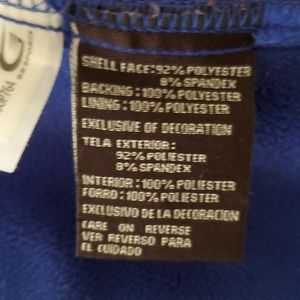 SHELL FACE:92% POLYESTER
8% SPANDEX
BACKING:100% POLYESTER
LINING:100% POLYESTER
EXCLUSIVE OF DECORATION
TELA EXTERIOR:
92% POLIESTER
8% SPANDEX
INTERIOR:100% POLIESTER
FORRO:100% POLIESTER
EXCLUSIVO DE LA DECORACION
CARE ON REVERSE
VER REVERSO PARA
EL CUIDADO